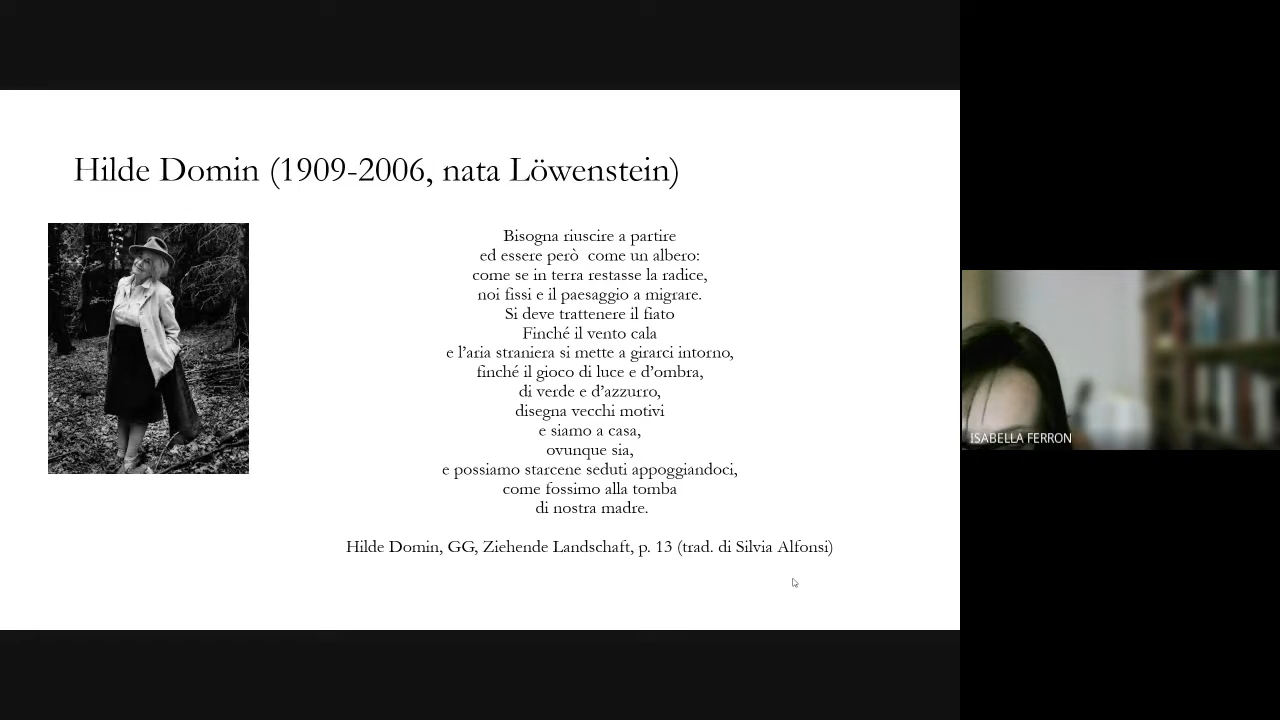 Hilde Domin (1909-2006, nata Löwenstein)
Bisogna riuscire a partire
ed essere però  come un albero:
come se in terra restasse la radice,
noi fissi e il paesaggio a migrare.
Si deve trattenere il fiato
Finché il vento cala
e l’aria straniera si mette a girarci intorno,
finché il gioco di luce e d’ombra,
di verde e d’azzurro,
disegna vecchi motivi
e siamo a casa,
ovunque sia,
e possiamo starcene seduti appoggiandoci,
come fossimo alla tomba
di nostra madre.
Hilde Domin, GG, Ziehende Landschaft, p. 13 (trad. di Silvia Alfonsi)
ISABELLA FERRON